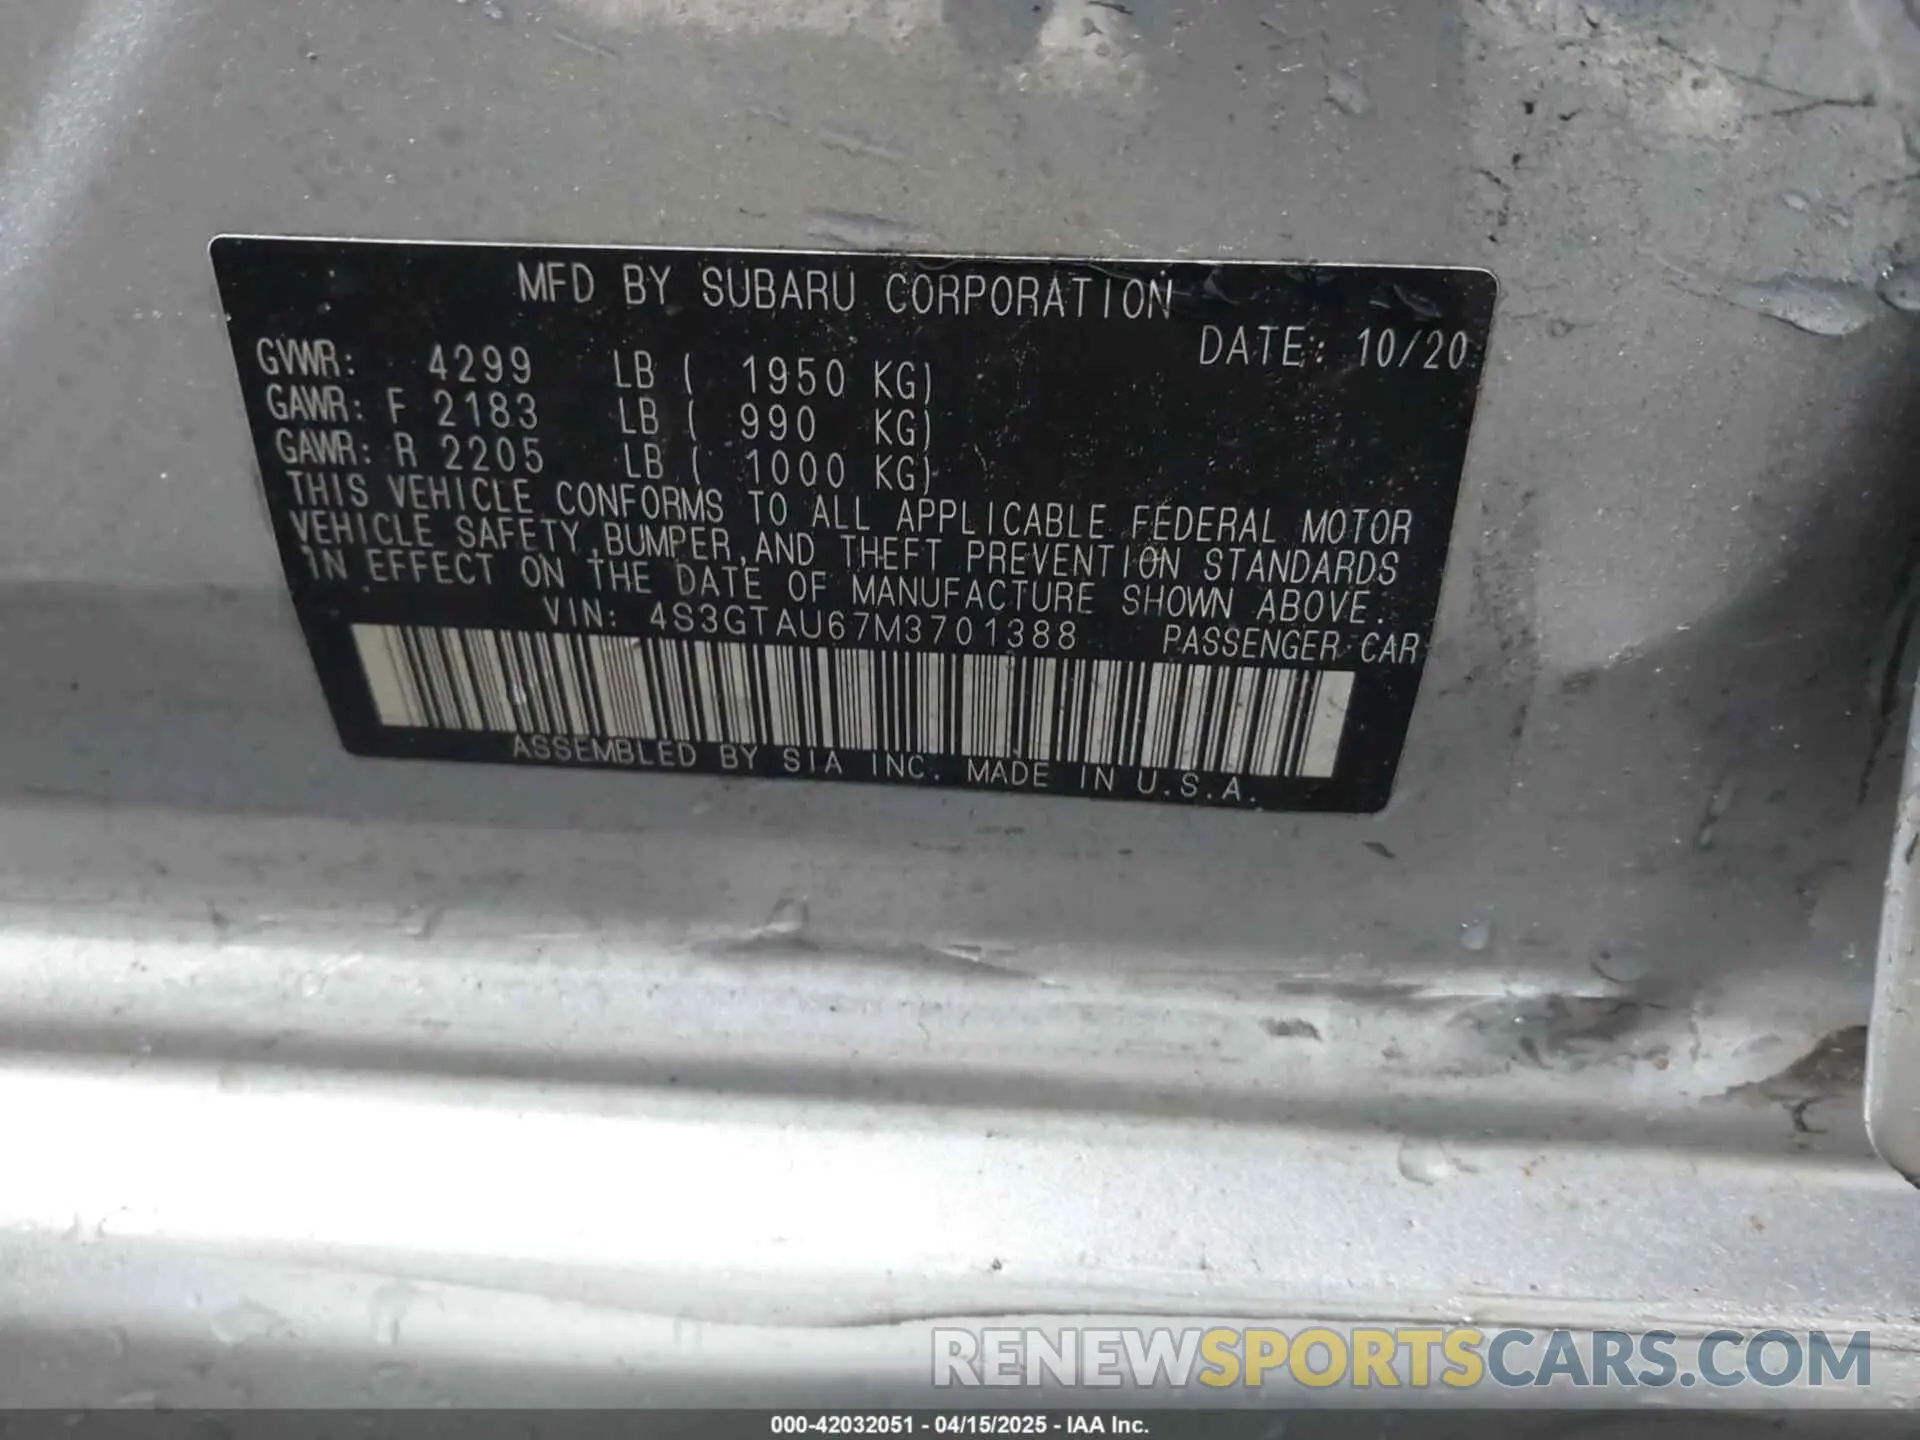 MFD BY SUBARU CORPORATION
DATE: 10/20
GVWR: 4299 LB ( 1950 KG)
GAWR: F 2183 LB ( 990 KG)
GAWR: R 2205 LB ( 1000 KG)
THIS VEHICLE CONFORMS TO ALL APPLICABLE FEDERAL MOTOR
VEHICLE SAFETY,BUMPER,AND THEFT PREVENTION STANDARDS
IN EFFECT ON THE DATE OF MANUFACTURE SHOWN ABOVE.
VIN: 4S3GTAU67M3701388 PASSENGER CAR
ASSEMBLED BY SIA INC. MADE IN U.S.A.
RENEWSPORTSCARS.COM
000-42032051 - 04/15/2025 - IAA Inc.